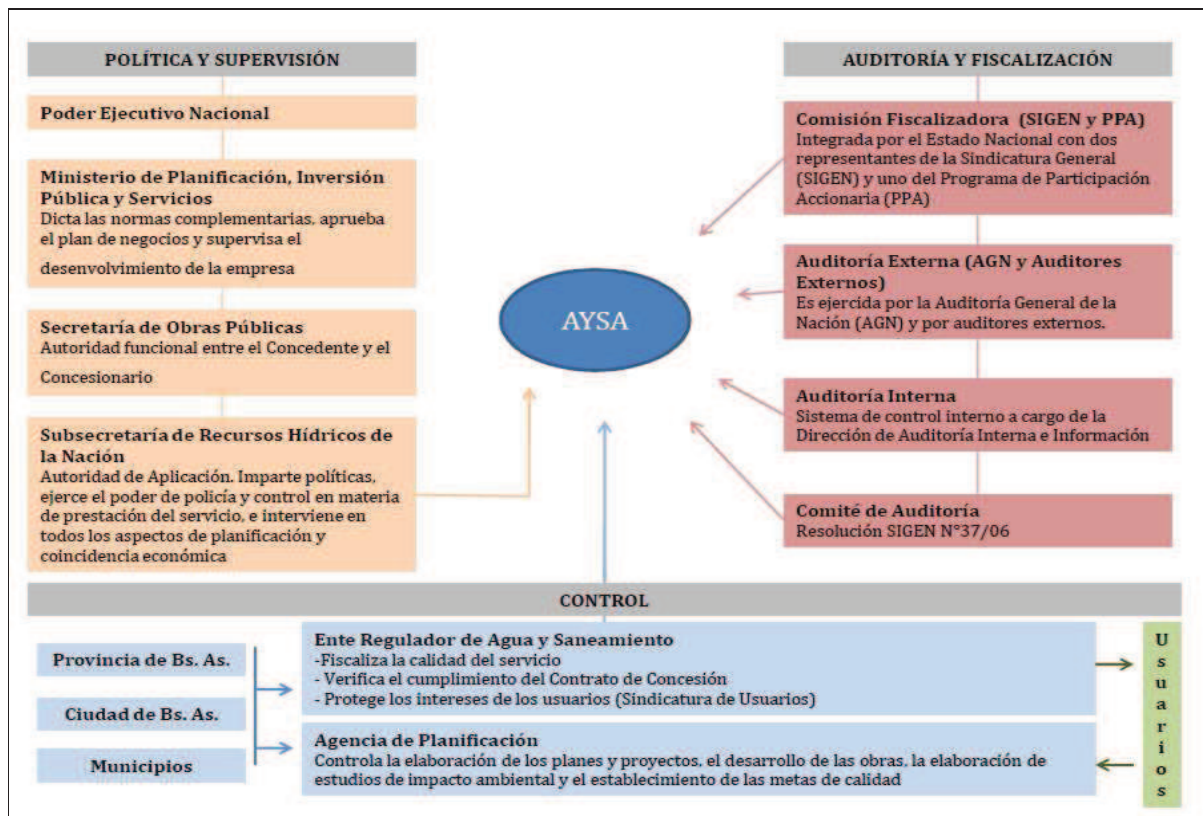 POLÍTICA Y SUPERVISIÓN
Poder Ejecutivo Nacional
Ministerio de Planificación, Inversión
Pública y Servicios
Dicta las normas complementarias, aprueba
el plan de negocios y supervisa el
desenvolvimiento de la empresa
Secretaría de Obras Públicas
Autoridad funcional entre el Concedente y el
Concesionario
Subsecretaría de Recursos Hídricos de
la Nación
Autoridad de Aplicación. Imparte políticas,
ejerce el poder de policía y control en materia
de prestación del servicio, e interviene en
todos los aspectos de planificación y
coincidencia económica
AYSA
AUDITORÍA Y FISCALIZACIÓN
Comisión Fiscalizadora (SIGEN y PPA)
Integrada por el Estado Nacional con dos
representantes de la Sindicatura General
(SIGEN) y uno del Programa de Participación
Accionaria (PPA)
Auditoría Externa (AGN y Auditores
Externos)
Es ejercida por la Auditoría General de la
Nación (AGN) y por auditores externos.
Auditoría Interna
Sistema de control interno a cargo de la
Dirección de Auditoría Interna e Información
Comité de Auditoría
Resolución SIGEN N°37/06
CONTROL
Provincia de Bs. As.
Ciudad de Bs. As.
Municipios
Ente Regulador de Agua y Saneamiento
-Fiscaliza la calidad del servicio
- Verifica el cumplimiento del Contrato de Concesión
- Protege los intereses de los usuarios (Sindicatura de Usuarios)
Agencia de Planificación
Controla la elaboración de los planes y proyectos, el desarrollo de las obras, la elaboración de
estudios de impacto ambiental y el establecimiento de las metas de calidad
Usuarios